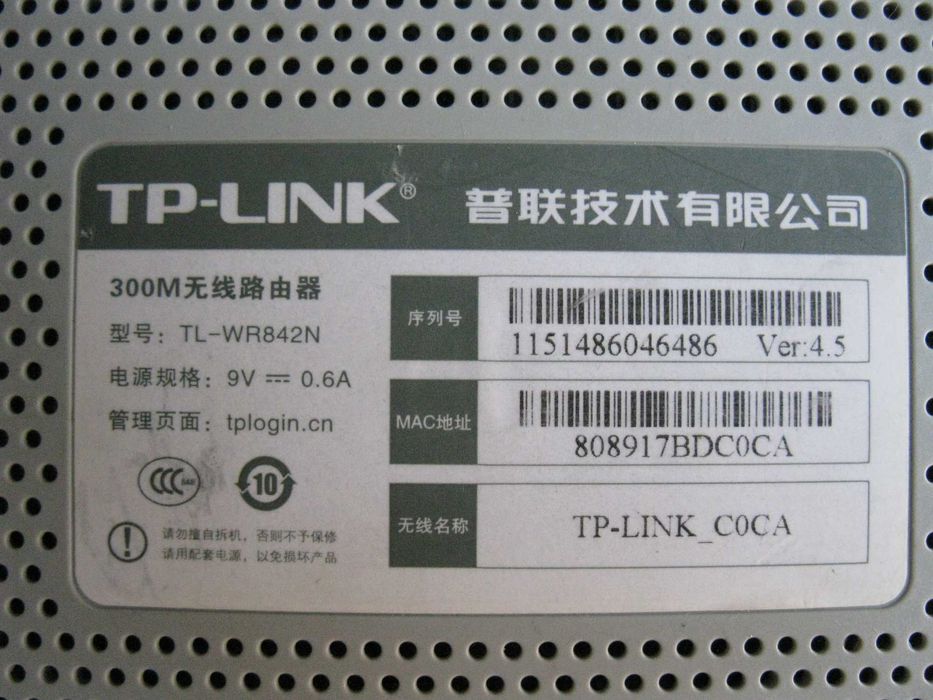 TP-LINK® 普联技术有限公司
300M无线路由器
型号：TL-WR842N
电源规格：9V ⎓ 0.6A
管理页面：tplogin.cn
CCC S&E
10
请勿擅自拆机，否则不予保修
请用配套电源，以免损坏产品
序列号
1151486046486 Ver:4.5
MAC地址
808917BDC0CA
无线名称
TP-LINK_C0CA